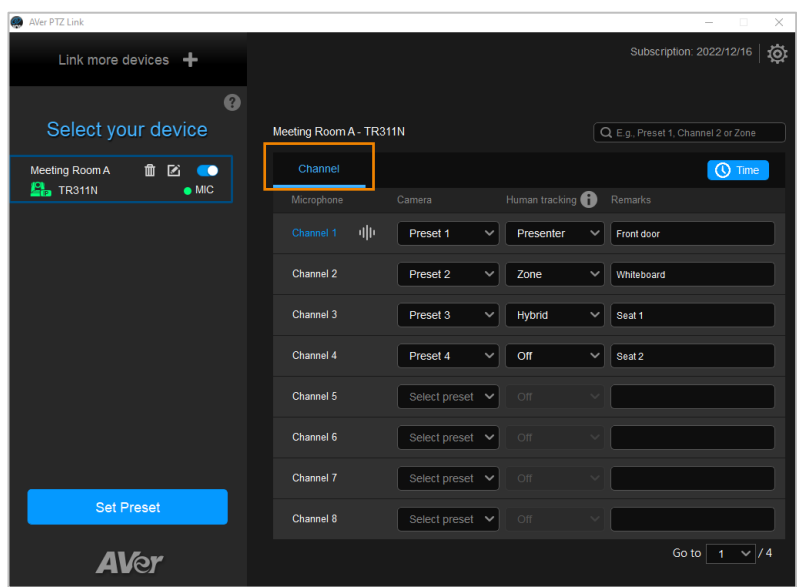 AVer PTZ Link
Link more devices +
Subscription: 2022/12/16
?
Select your device
Meeting Room A - TR311N
E.g., Preset 1, Channel 2 or Zone
Meeting Room A
TR311N MIC
Channel
Time
Microphone Camera Human tracking i Remarks
Channel 1 Preset 1 Presenter Front door
Channel 2 Preset 2 Zone Whiteboard
Channel 3 Preset 3 Hybrid Seat 1
Channel 4 Preset 4 Off Seat 2
Channel 5 Select preset Off
Channel 6 Select preset Off
Channel 7 Select preset Off
Channel 8 Select preset Off
Set Preset
Go to 1 / 4
AVer